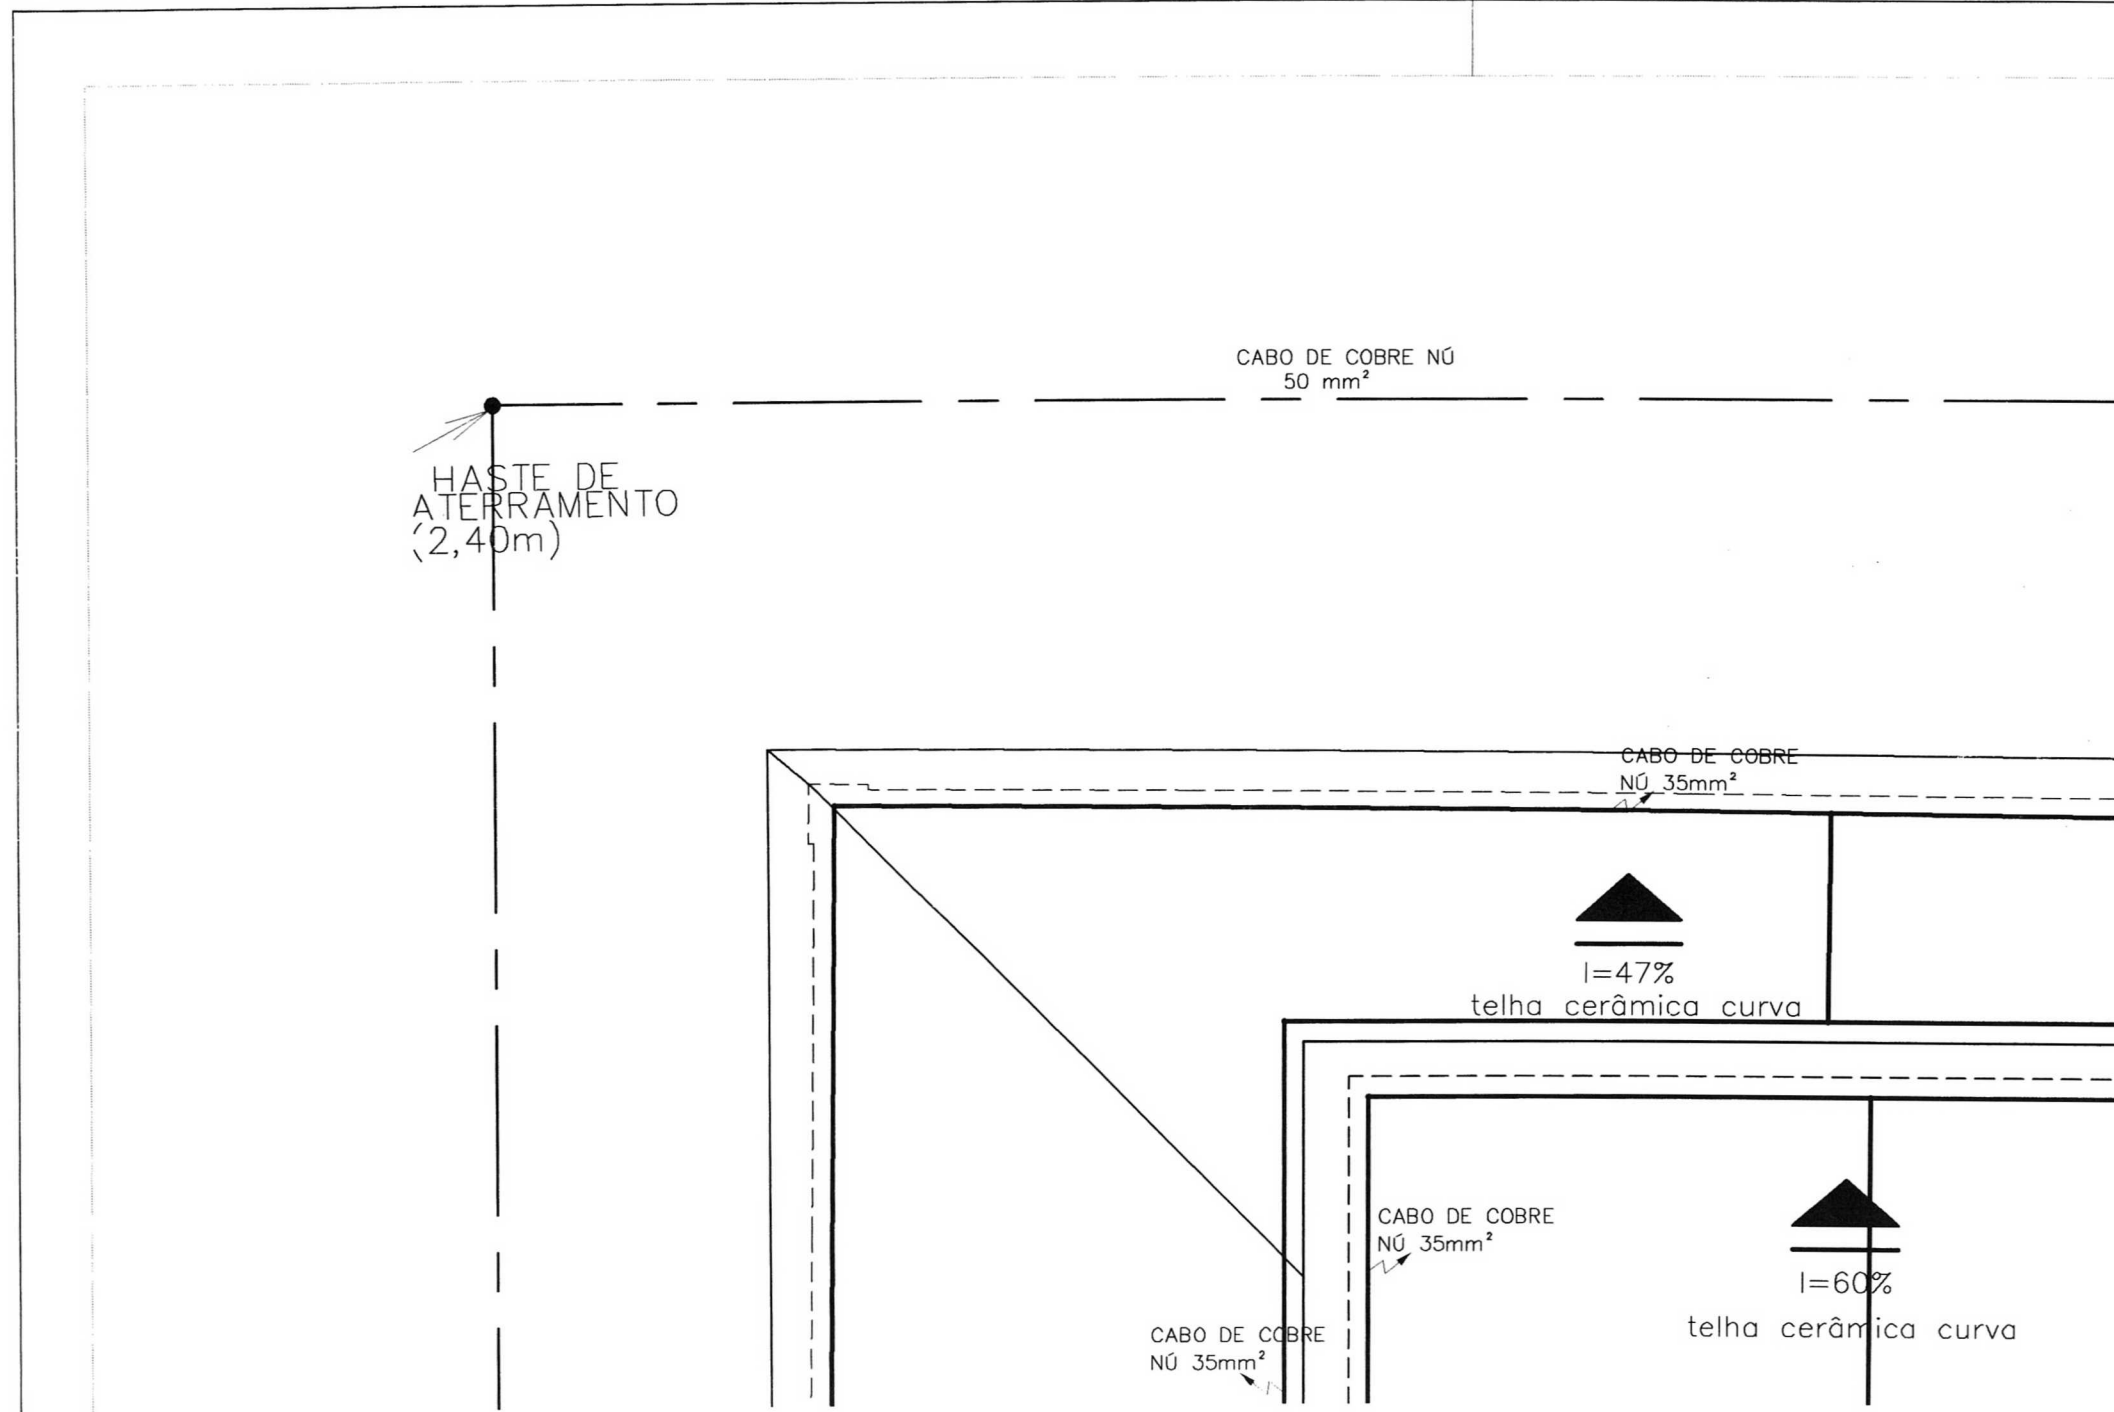 CABO DE COBRE NÚ
50 mm²
HASTE DE
ATERRAMENTO
(2,40m)
CABO DE COBRE
NÚ 35mm²
I=47%
telha cerâmica curva
CABO DE COBRE
NÚ 35mm²
I=60%
telha cerâmica curva
CABO DE COBRE
NÚ 35mm²